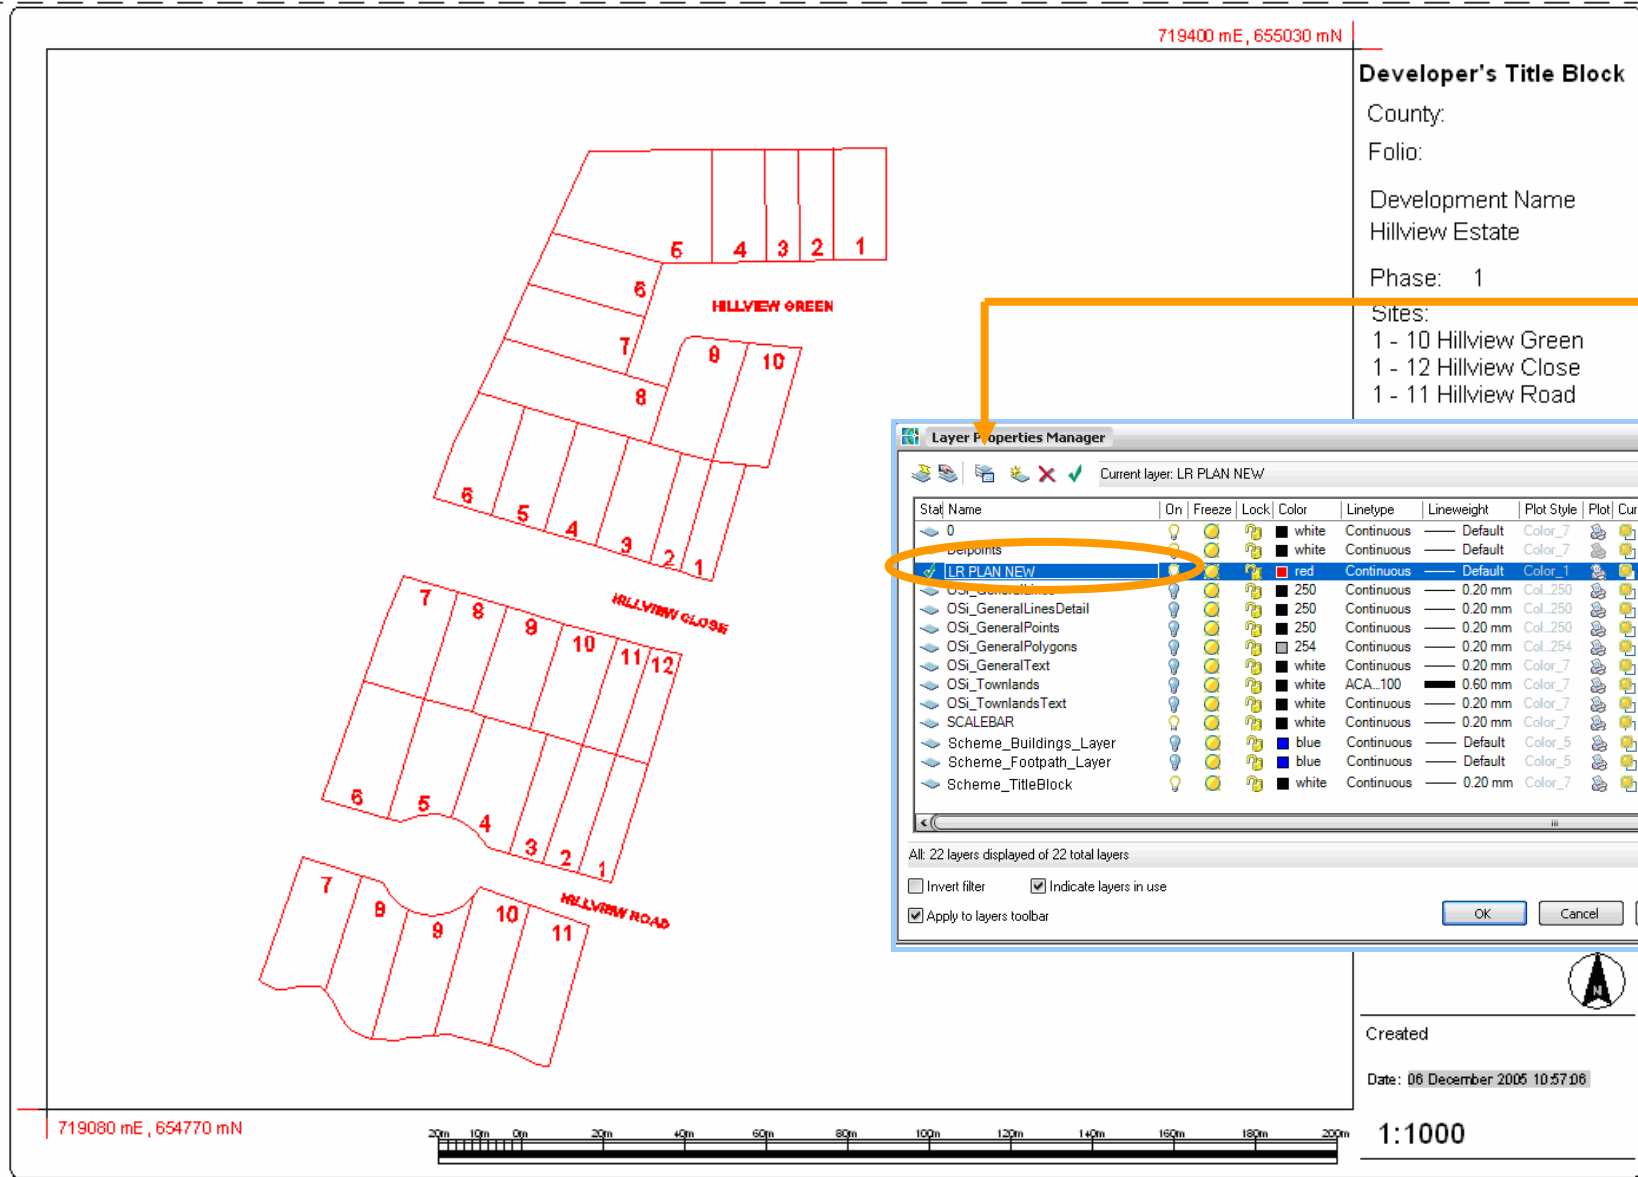 719400 mE, 655030 mN
Developer's Title Block
County:
Folio:
Development Name
Hillview Estate
Phase: 1
Sites:
1 - 10 Hillview Green
1 - 12 Hillview Close
1 - 11 Hillview Road
5 4 3 2 1
6
HILLVIEW GREEN
7
9 10
8
6 5 4 3 2 1
HILLVIEW CLOSE
7 8 9 10 11 12
6 5 4 3 2 1
HILLVIEW ROAD
7 8 9 10 11
Layer Properties Manager
Current layer: LR PLAN NEW
Stat Name On Freeze Lock Color Linetype Lineweight Plot Style Plot Cur
0 white Continuous Default Color_7
Defpoints white Continuous Default Color_7
LR PLAN NEW red Continuous Default Color_1
OSi_GeneralLines 250 Continuous 0.20 mm Col...250
OSi_GeneralLinesDetail 250 Continuous 0.20 mm Col...250
OSi_GeneralPoints 250 Continuous 0.20 mm Col...250
OSi_GeneralPolygons 254 Continuous 0.20 mm Col...254
OSi_GeneralText white Continuous 0.20 mm Color_7
OSi_Townlands white ACA...100 0.60 mm Color_7
OSi_TownlandsText white Continuous 0.20 mm Color_7
SCALEBAR white Continuous 0.20 mm Color_7
Scheme_Buildings_Layer blue Continuous Default Color_5
Scheme_Footpath_Layer blue Continuous Default Color_5
Scheme_TitleBlock white Continuous 0.20 mm Color_7
All: 22 layers displayed of 22 total layers
Invert filter Indicate layers in use
Apply to layers toolbar
OK Cancel
N
Created
Date: 06 December 2005 10:57:06
1:1000
719080 mE, 654770 mN
20m 10m 0m 20m 40m 60m 80m 100m 120m 140m 160m 180m 200m